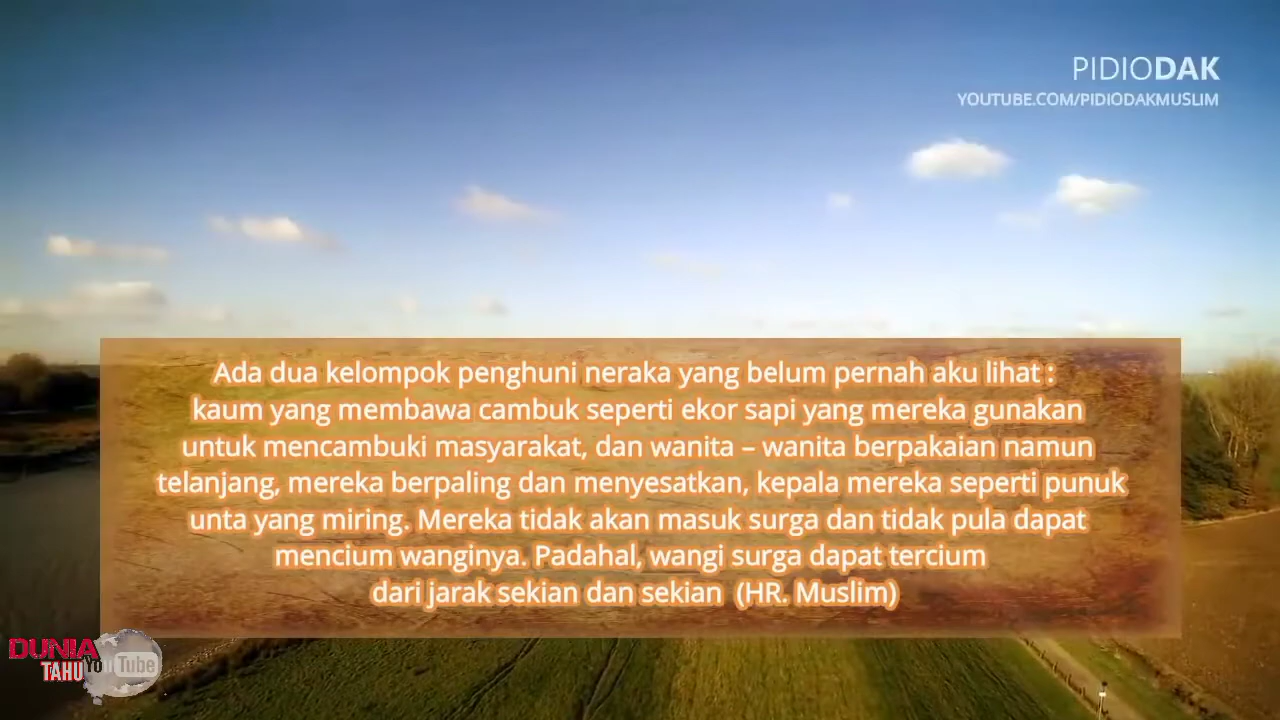 PIDIODAK
YOUTUBE.COM/PIDIODAKMUSLIM
Ada dua kelompok penghuni neraka yang belum pernah aku lihat :
kaum yang membawa cambuk seperti ekor sapi yang mereka gunakan
untuk mencambuki masyarakat, dan wanita – wanita berpakaian namun
telanjang, mereka berpaling dan menyesatkan, kepala mereka seperti punuk
unta yang miring. Mereka tidak akan masuk surga dan tidak pula dapat
mencium wanginya. Padahal, wangi surga dapat tercium
dari jarak sekian dan sekian (HR. Muslim)
DUNIA
TAHU YouTube